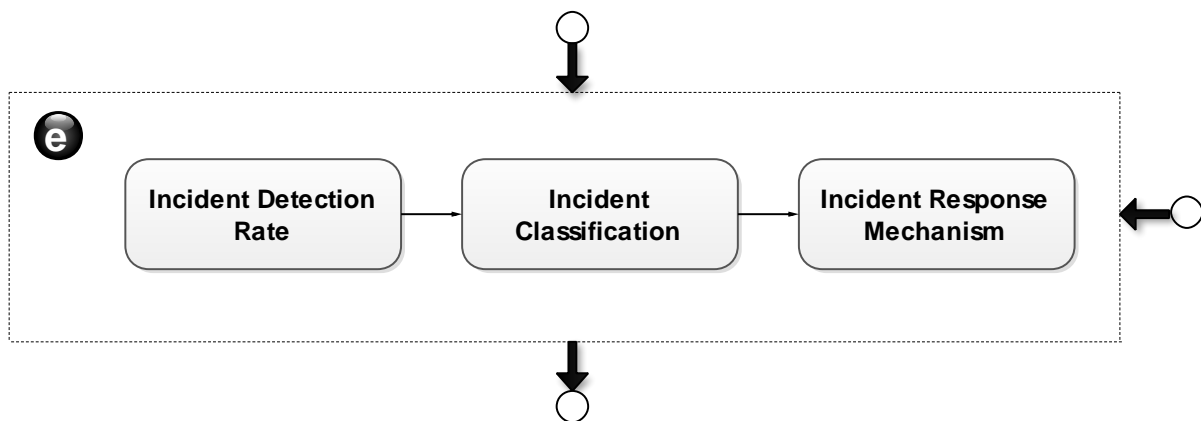 e
Incident Detection
Rate
Incident
Classification
Incident Response
Mechanism